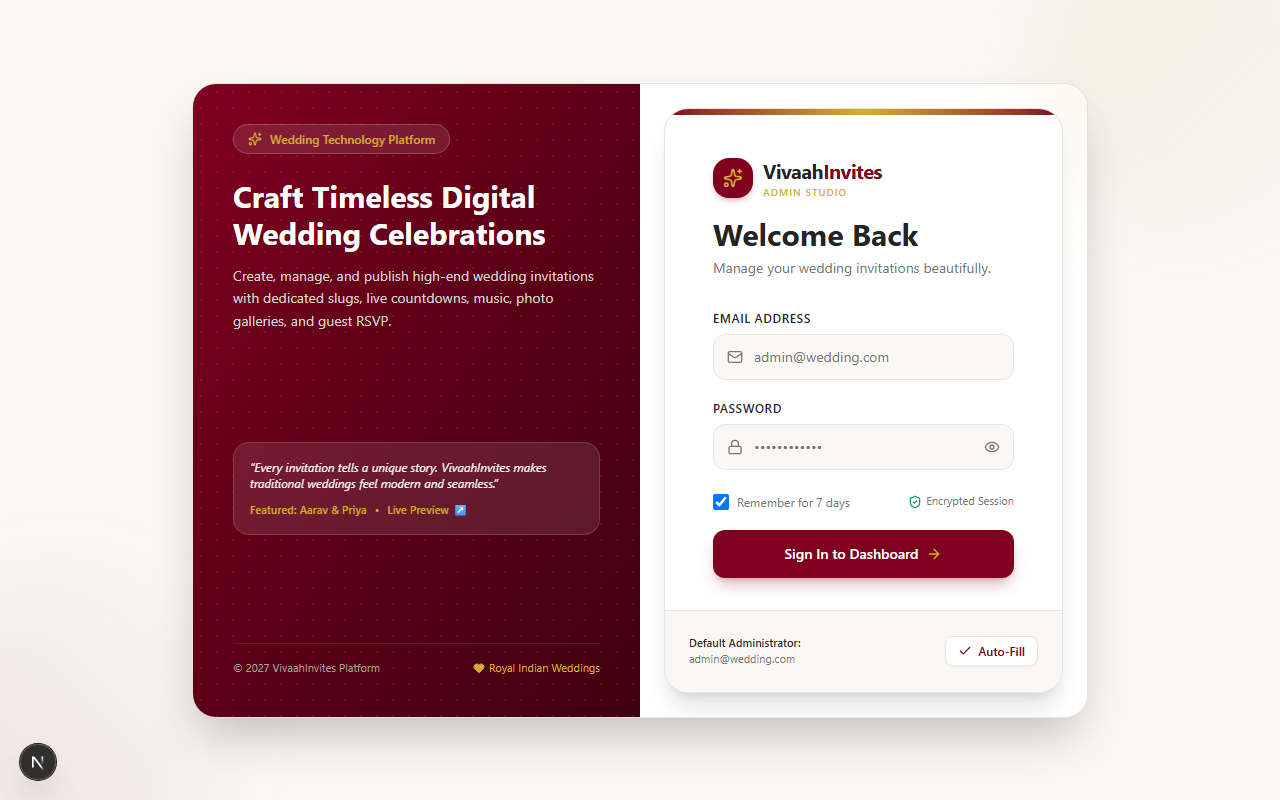 Wedding Technology Platform
Craft Timeless Digital
Wedding Celebrations
Create, manage, and publish high-end wedding invitations
with dedicated slugs, live countdowns, music, photo
galleries, and guest RSVP.
"Every invitation tells a unique story. VivaahInvites makes
traditional weddings feel modern and seamless."
Featured: Aarav & Priya • Live Preview ↗
© 2027 VivaahInvites Platform
Royal Indian Weddings
VivaahInvites
ADMIN STUDIO
Welcome Back
Manage your wedding invitations beautifully.
EMAIL ADDRESS
admin@wedding.com
PASSWORD
••••••••••••
Remember for 7 days
Encrypted Session
Sign In to Dashboard →
Default Administrator:
admin@wedding.com
Auto-Fill
N